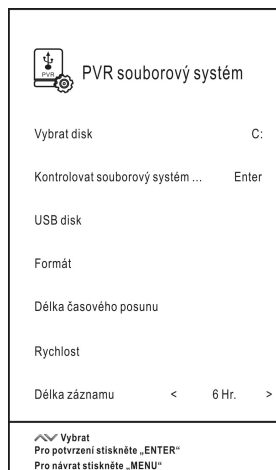 PVR
PVR souborový systém
Vybrat disk C:
Kontrolovat souborový systém ... Enter
USB disk
Formát
Délka časového posunu
Rychlost
Délka záznamu < 6 Hr. >
Vybrat
Pro potvrzení stiskněte „ENTER“
Pro návrat stiskněte „MENU“